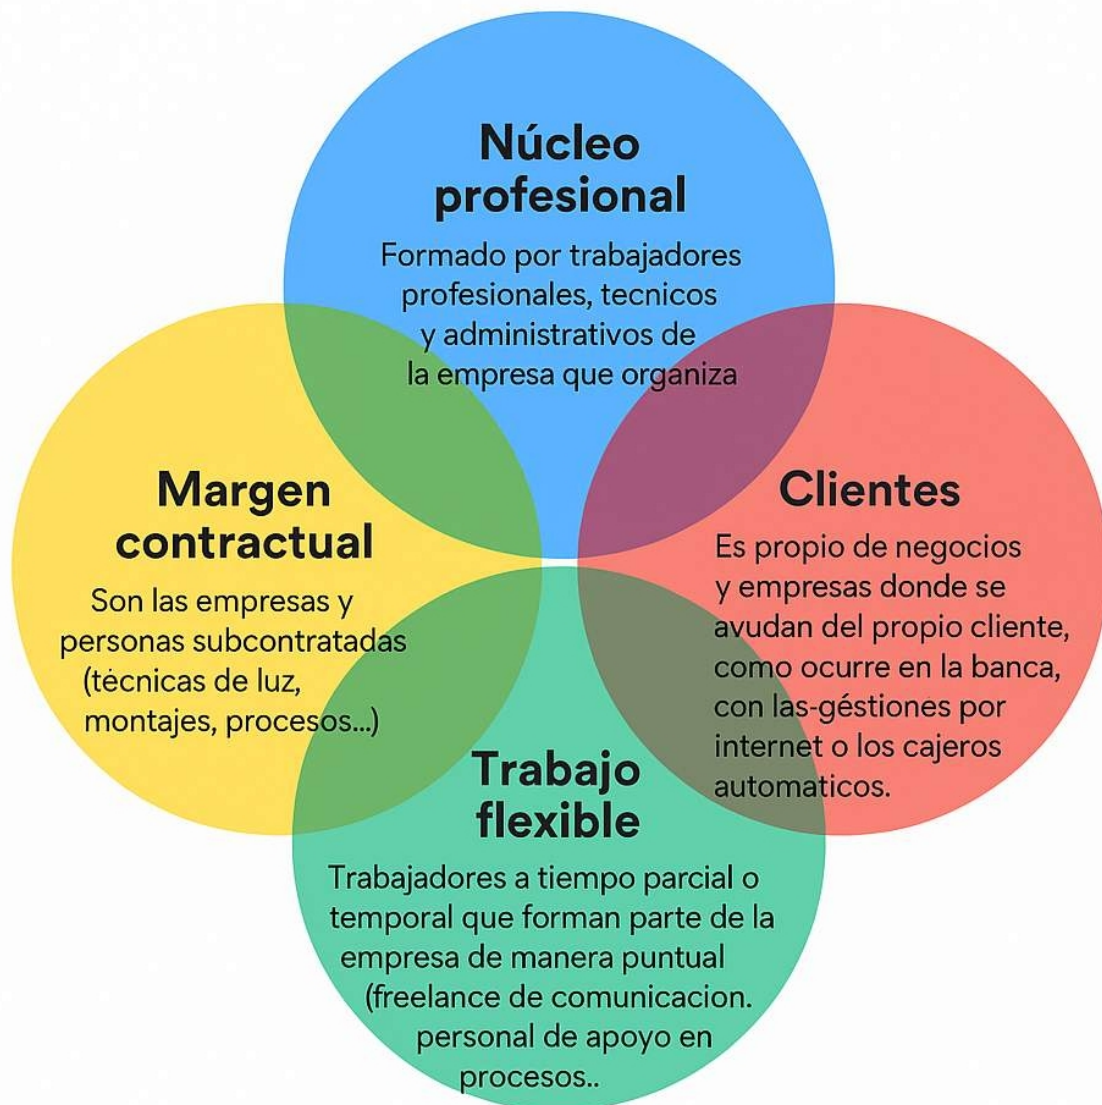 Núcleo
profesional
Formado por trabajadores
profesionales, tecnicos
y administrativos de
la empresa que organiza
Margen
contractual
Son las empresas y
personas subcontratadas
(técnicas de luz,
montajes, procesos...)
Clientes
Es propio de negocios
y empresas donde se
avudan del propio cliente,
como ocurre en la banca,
con las-géstiones por
internet o los cajeros
automaticos.
Trabajo
flexible
Trabajadores a tiempo parcial o
temporal que forman parte de la
empresa de manera puntual
(freelance de comunicacion.
personal de apoyo en
procesos..